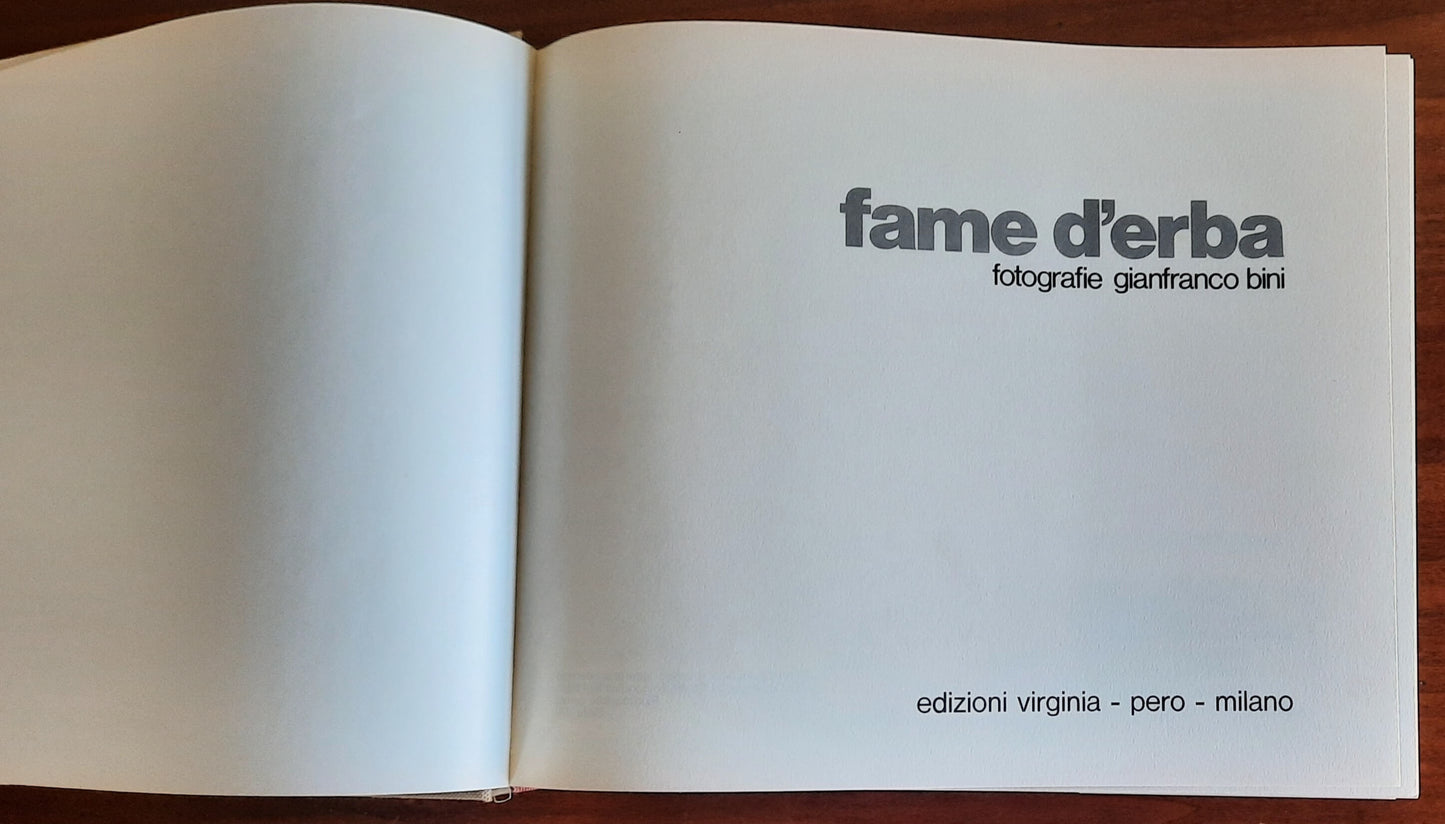 fame d'erba
fotografie gianfranco bini
edizioni virginia - pero - milano